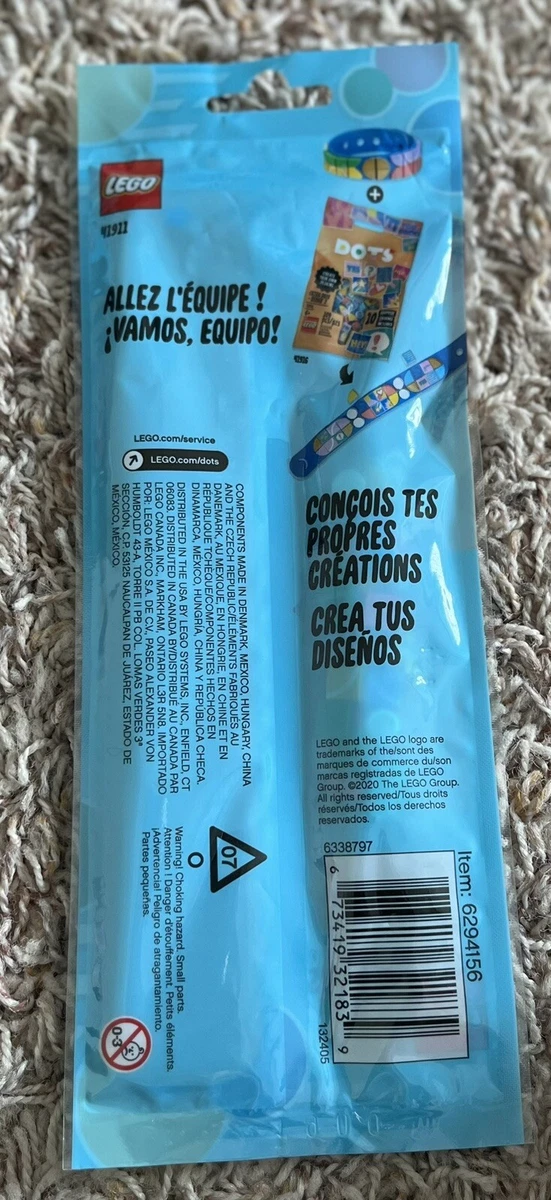 LEGO
41911
DOTS
41916
ALLEZ L'ÉQUIPE !
¡VAMOS, EQUIPO!
LEGO.com/service
LEGO.com/dots
COMPONENTS MADE IN DENMARK, MEXICO, HUNGARY, CHINA
AND THE CZECH REPUBLIC/ÉLÉMENTS FABRIQUÉS AU
DANEMARK, AU MEXIQUE EN HONGRIE, EN CHINE ET EN
RÉPUBLIQUE TCHÈQUE/COMPONENTES HECHOS EN
DINAMARCA, MÉXICO, HUNGRÍA, CHINA Y REPÚBLICA CHECA.
DISTRIBUTED IN THE USA BY LEGO SYSTEMS, INC., ENFIELD, CT
06083. DISTRIBUTED IN CANADA BY/DISTRIBUÉ AU CANADA PAR
LEGO CANADA INC., MARKHAM, ONTARIO L3R 5N8. IMPORTADO
POR: LEGO MÉXICO S.A. DE C.V., PASEO ALEXANDER VON
HUMBOLDT 43-A, TORRE II PB COL. LOMAS VERDES 3ª
SECCIÓN, C.P. 53125 NAUCALPAN DE JUÁREZ, ESTADO DE
MÉXICO, MÉXICO.
CONÇOIS TES
PROPRES
CRÉATIONS
CREA TUS
DISEÑOS
LEGO and the LEGO logo are
trademarks of the/sont des
marques de commerce du/son
marcas registradas de LEGO
Group. ©2020 The LEGO Group.
All rights reserved/Tous droits
réservés/Todos los derechos
reservados.
07
Warning! Choking hazard. Small parts.
Attention ! Danger d'étouffement. Petits éléments.
¡Advertencia! Peligro de atragantamiento.
Partes pequeñas.
0-3
6338797
Item: 6294156
6 73419 32183 9
132405